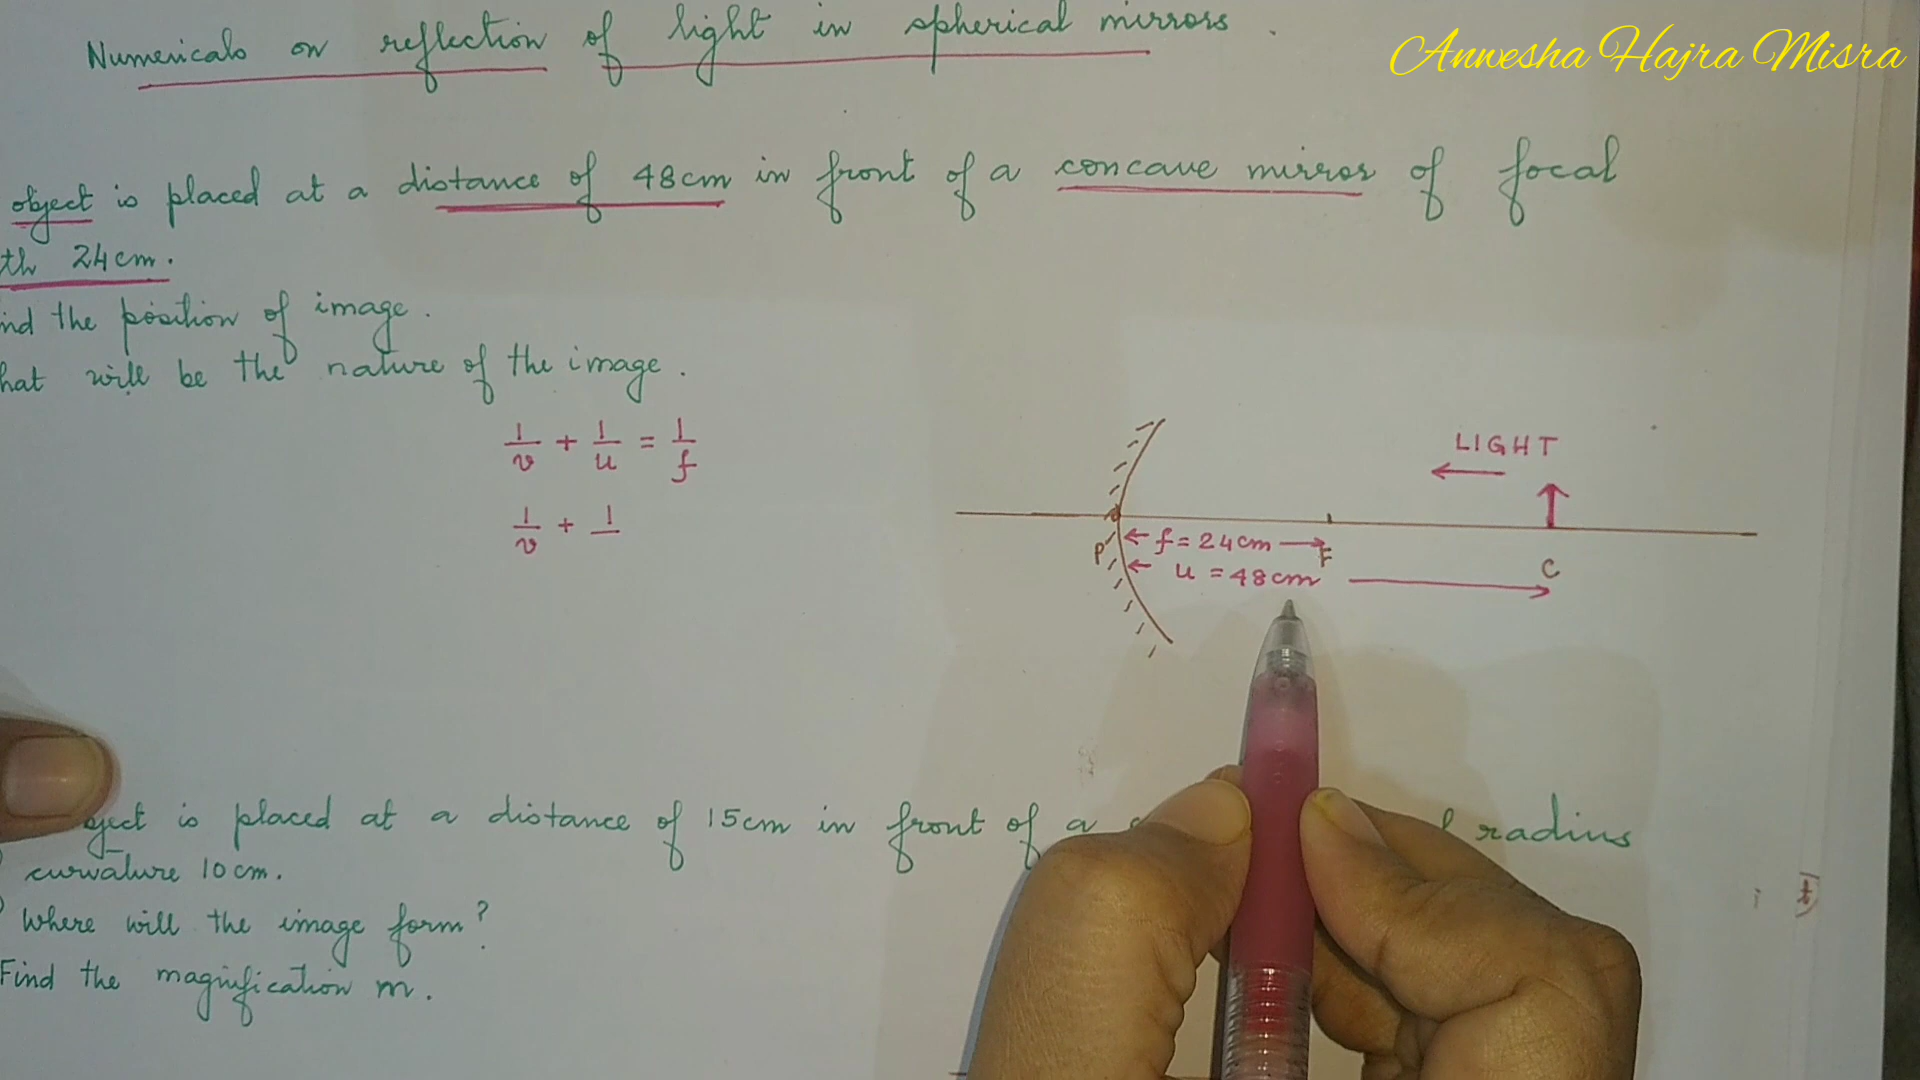 Numericals on reflection of light in spherical mirrors.
Anwesha Hajra Misra
object is placed at a distance of 48cm in front of a concave mirror of focal
th 24cm.
nd the position of image.
hat will be the nature of the image.
1/v + 1/u = 1/f
1/v + 1/
LIGHT
P f = 24cm F
u = 48cm C
ject is placed at a distance of 15cm in front of a radius
curvature 10cm.
Where will the image form?
Find the magnification m.